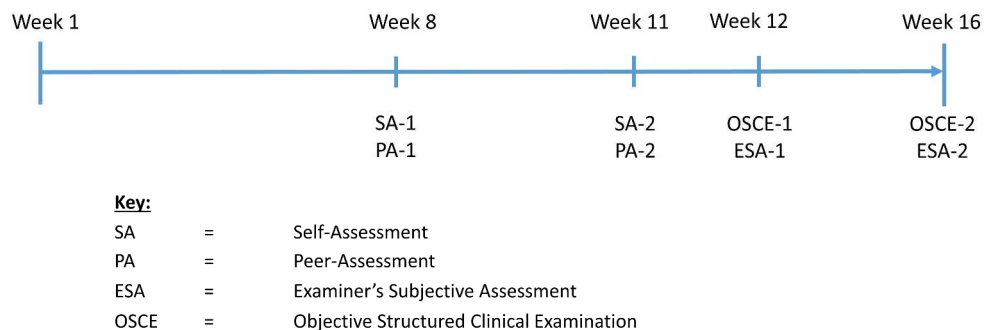 Week 1 Week 8 Week 11 Week 12 Week 16
SA-1 SA-2 OSCE-1 OSCE-2
PA-1 PA-2 ESA-1 ESA-2
Key:
SA = Self-Assessment
PA = Peer-Assessment
ESA = Examiner’s Subjective Assessment
OSCE = Objective Structured Clinical Examination